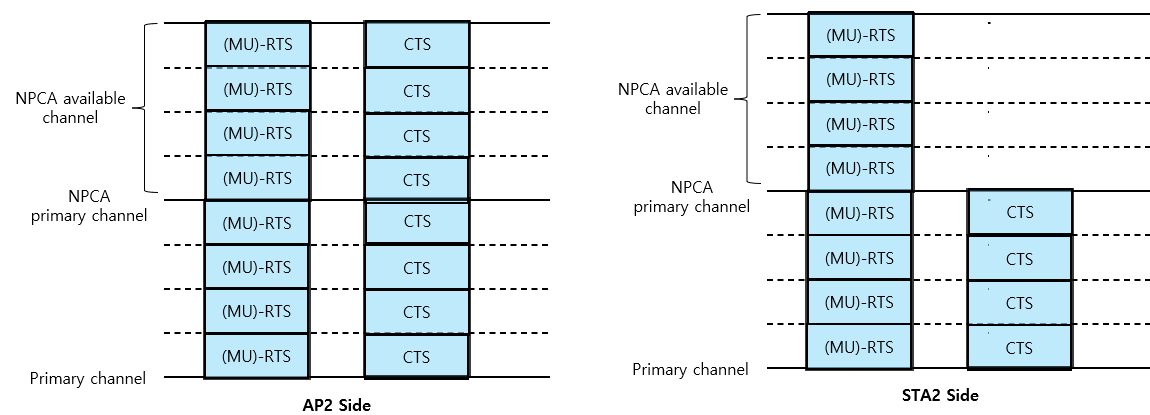 (MU)-RTS
CTS
(MU)-RTS
CTS
(MU)-RTS
CTS
(MU)-RTS
CTS
(MU)-RTS
CTS
(MU)-RTS
CTS
(MU)-RTS
CTS
(MU)-RTS
CTS
NPCA available
channel
NPCA
primary channel
Primary channel
AP2 Side
(MU)-RTS
(MU)-RTS
(MU)-RTS
(MU)-RTS
(MU)-RTS
CTS
(MU)-RTS
CTS
(MU)-RTS
CTS
(MU)-RTS
CTS
NPCA available
channel
NPCA
primary channel
Primary channel
STA2 Side